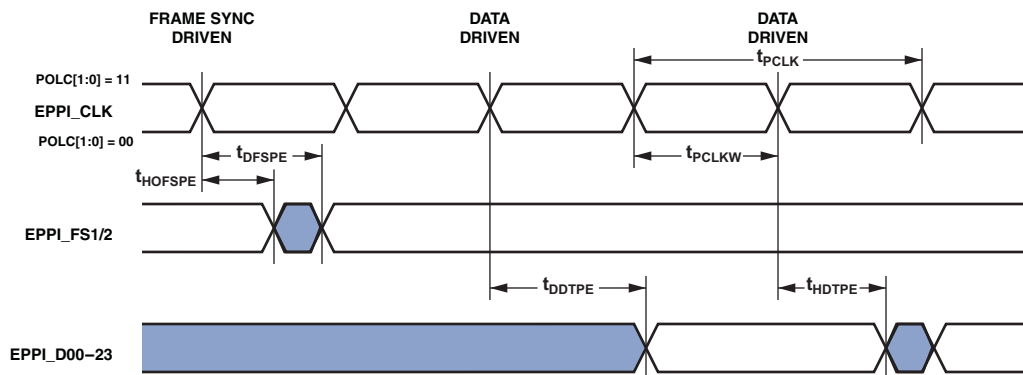 FRAME SYNC
DRIVEN
DATA
DRIVEN
DATA
DRIVEN
tPCLK
POLC[1:0] = 11
EPPI_CLK
POLC[1:0] = 00
tDFSPE
tPCLKW
tHOFSPE
EPPI_FS1/2
tDDTPE
tHDTPE
EPPI_D00–23